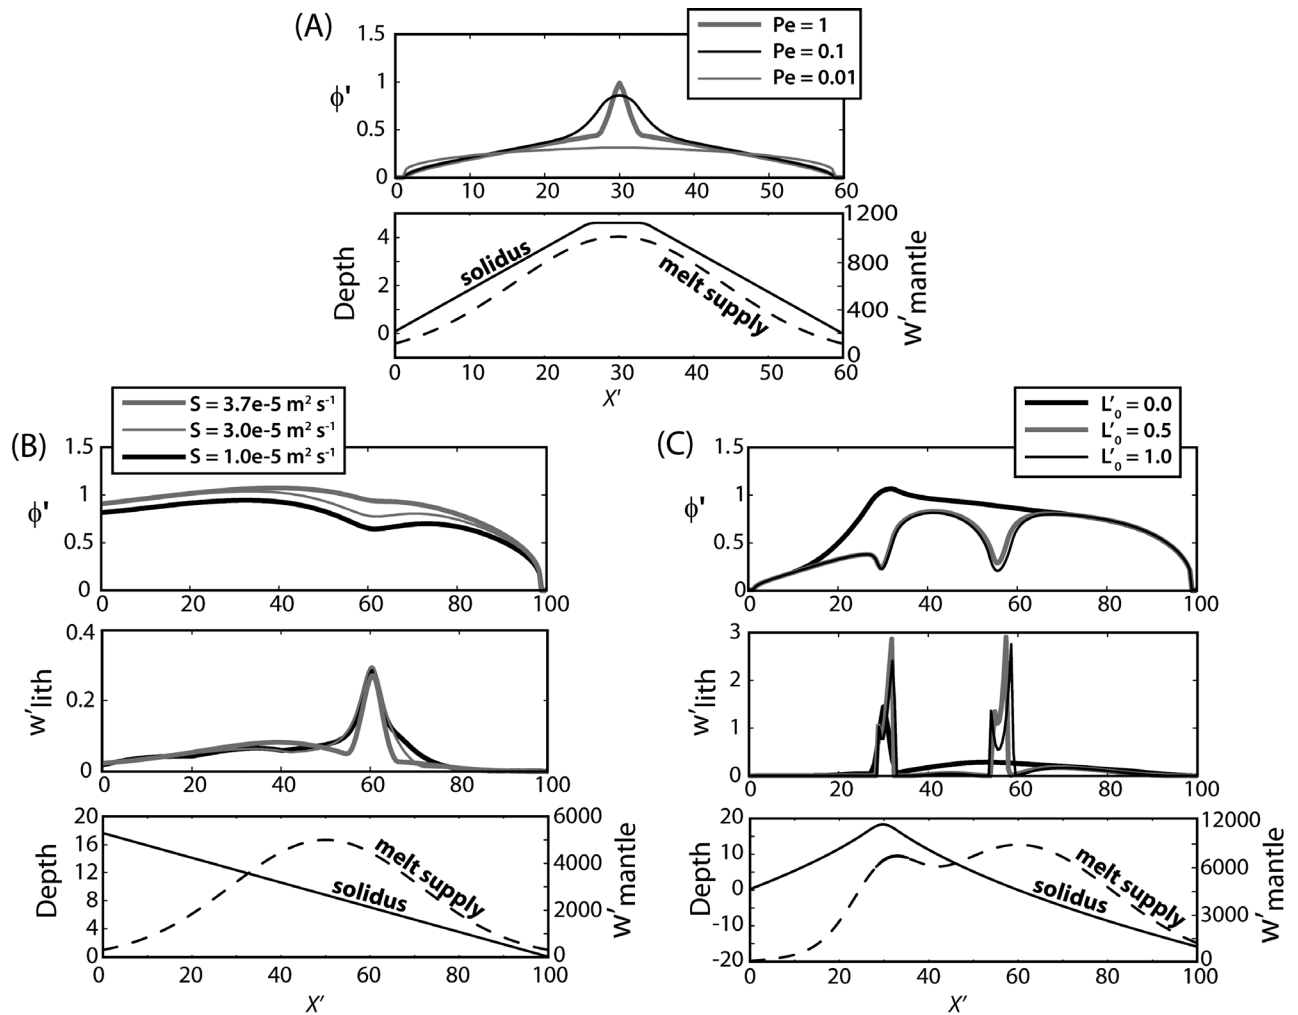 (A)
Pe = 1
Pe = 0.1
Pe = 0.01
1.5
1
0.5
0
ϕ'
0 10 20 30 40 50 60
4
2
0
Depth
solidus
melt supply
1200
800
400
0
w'mantle
0 10 20 30 40 50 60
X'
(B)
S = 3.7e-5 m² s⁻¹
S = 3.0e-5 m² s⁻¹
S = 1.0e-5 m² s⁻¹
1.5
1
0.5
0
ϕ'
0 20 40 60 80 100
0.4
0.2
0
w'lith
0 20 40 60 80 100
20
16
12
8
4
0
Depth
melt supply
solidus
6000
4000
2000
0
w'mantle
0 20 40 60 80 100
X'
(C)
L'₀ = 0.0
L'₀ = 0.5
L'₀ = 1.0
1.5
1
0.5
0
ϕ'
0 20 40 60 80 100
3
2
1
0
w'lith
0 20 40 60 80 100
20
10
0
-10
-20
Depth
melt supply
solidus
12000
6000
3000
0
w'mantle
0 20 40 60 80 100
X'